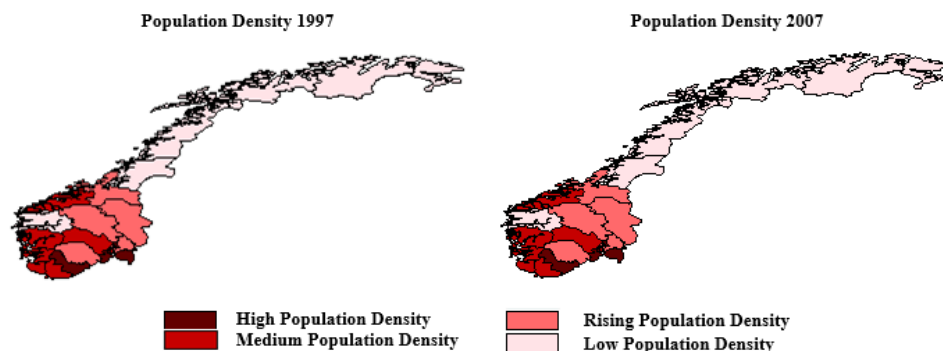 Population Density 1997
Population Density 2007
High Population Density
Medium Population Density
Rising Population Density
Low Population Density